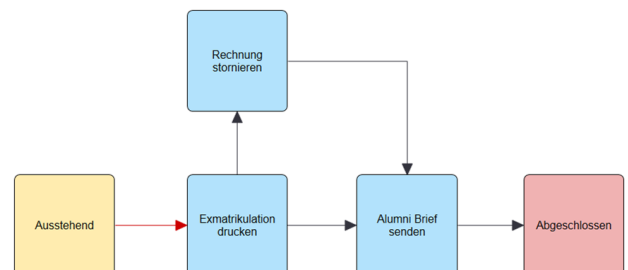 Rechnung
stornieren
Ausstehend
Exmatrikulation
drucken
Alumni Brief
senden
Abgeschlossen